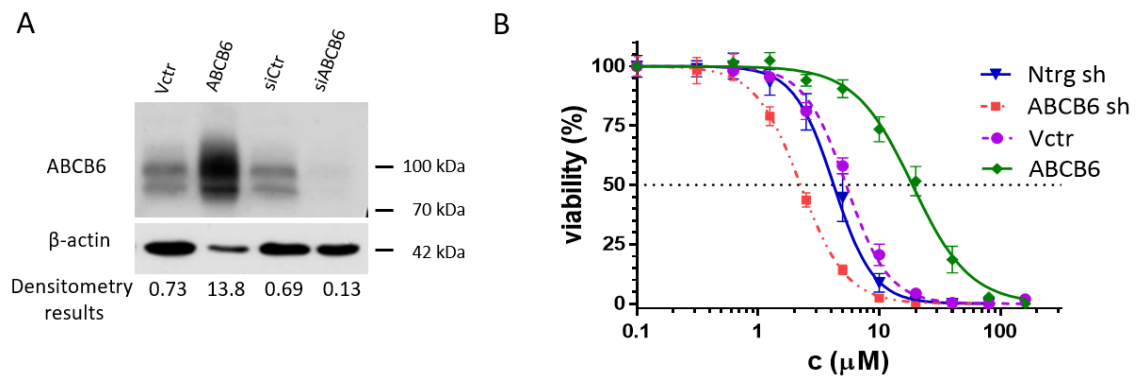 A
Vctr
ABCB6
siCtr
siABCB6
ABCB6
100 kDa
70 kDa
β-actin
42 kDa
Densitometry
results
0.73 13.8 0.69 0.13
B
viability (%)
100
75
50
25
0
0.1 1 10 100
c (μM)
Ntrg sh
ABCB6 sh
Vctr
ABCB6